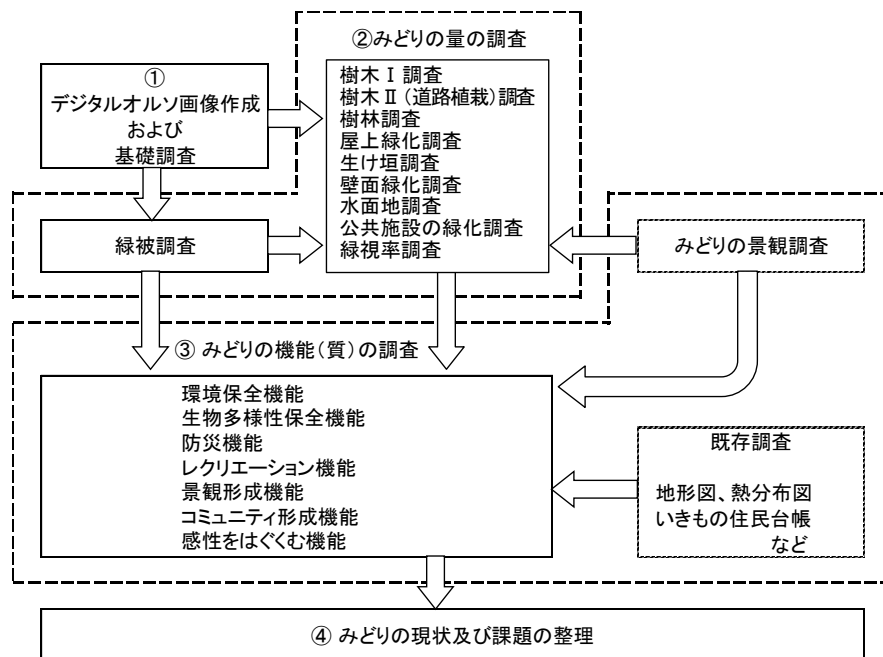 ②みどりの量の調査
①
デジタルオルソ画像作成
および
基礎調査
樹木Ⅰ調査
樹木Ⅱ(道路植栽)調査
樹林調査
屋上緑化調査
生け垣調査
壁面緑化調査
水面地調査
公共施設の緑化調査
緑視率調査
緑被調査
みどりの景観調査
③ みどりの機能(質)の調査
環境保全機能
生物多様性保全機能
防災機能
レクリエーション機能
景観形成機能
コミュニティ形成機能
感性をはぐくむ機能
既存調査
地形図、熱分布図
いきもの住民台帳
など
④ みどりの現状及び課題の整理